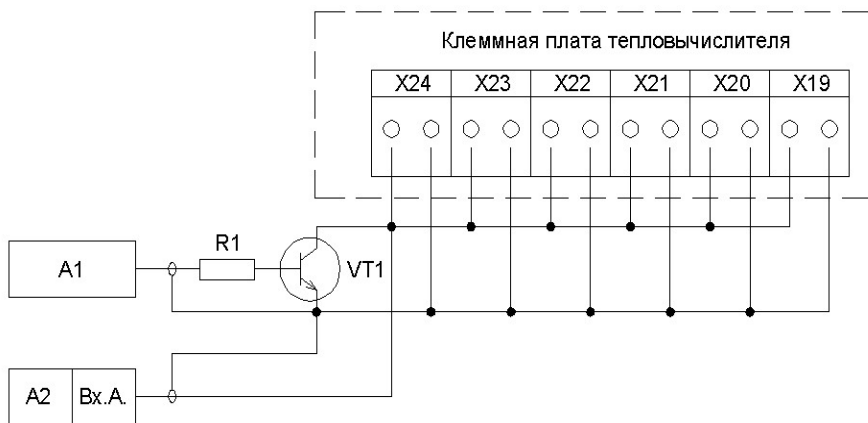 Клеммная плата тепловычислителя
X24 X23 X22 X21 X20 X19
R1
A1
VT1
A2 Вх.А.